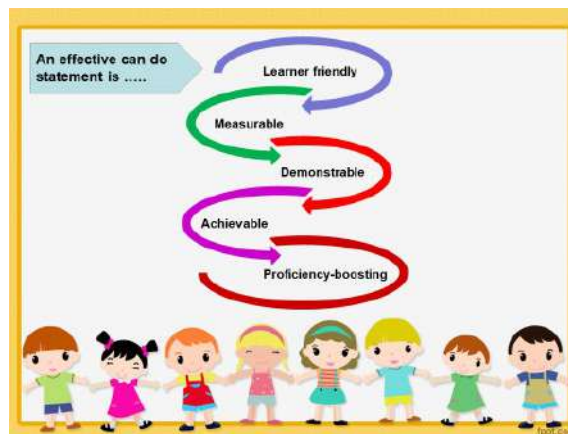 An effective can do
statement is .....
Learner friendly
Measurable
Demonstrable
Achievable
Proficiency-boosting